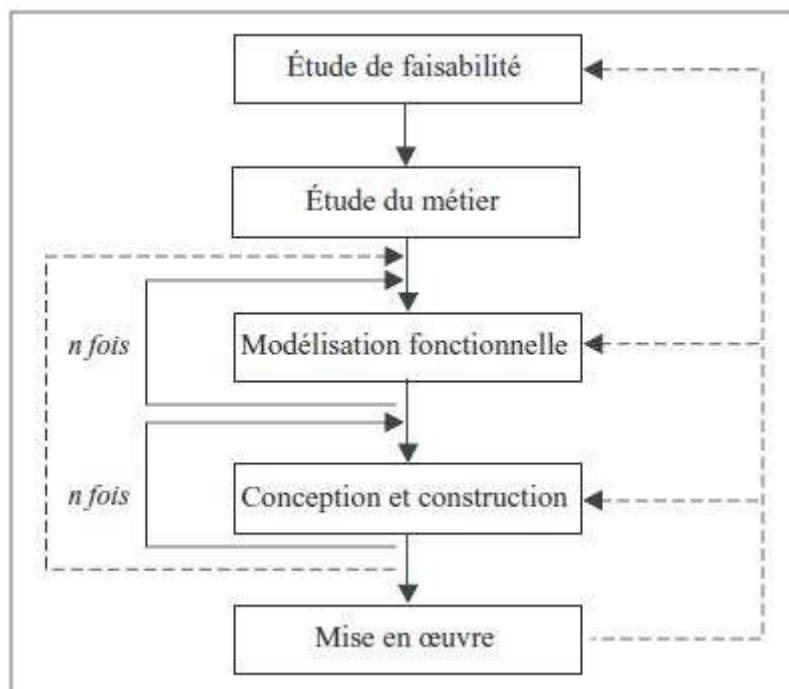 Étude de faisabilité
Étude du métier
n fois
Modélisation fonctionnelle
n fois
Conception et construction
Mise en œuvre